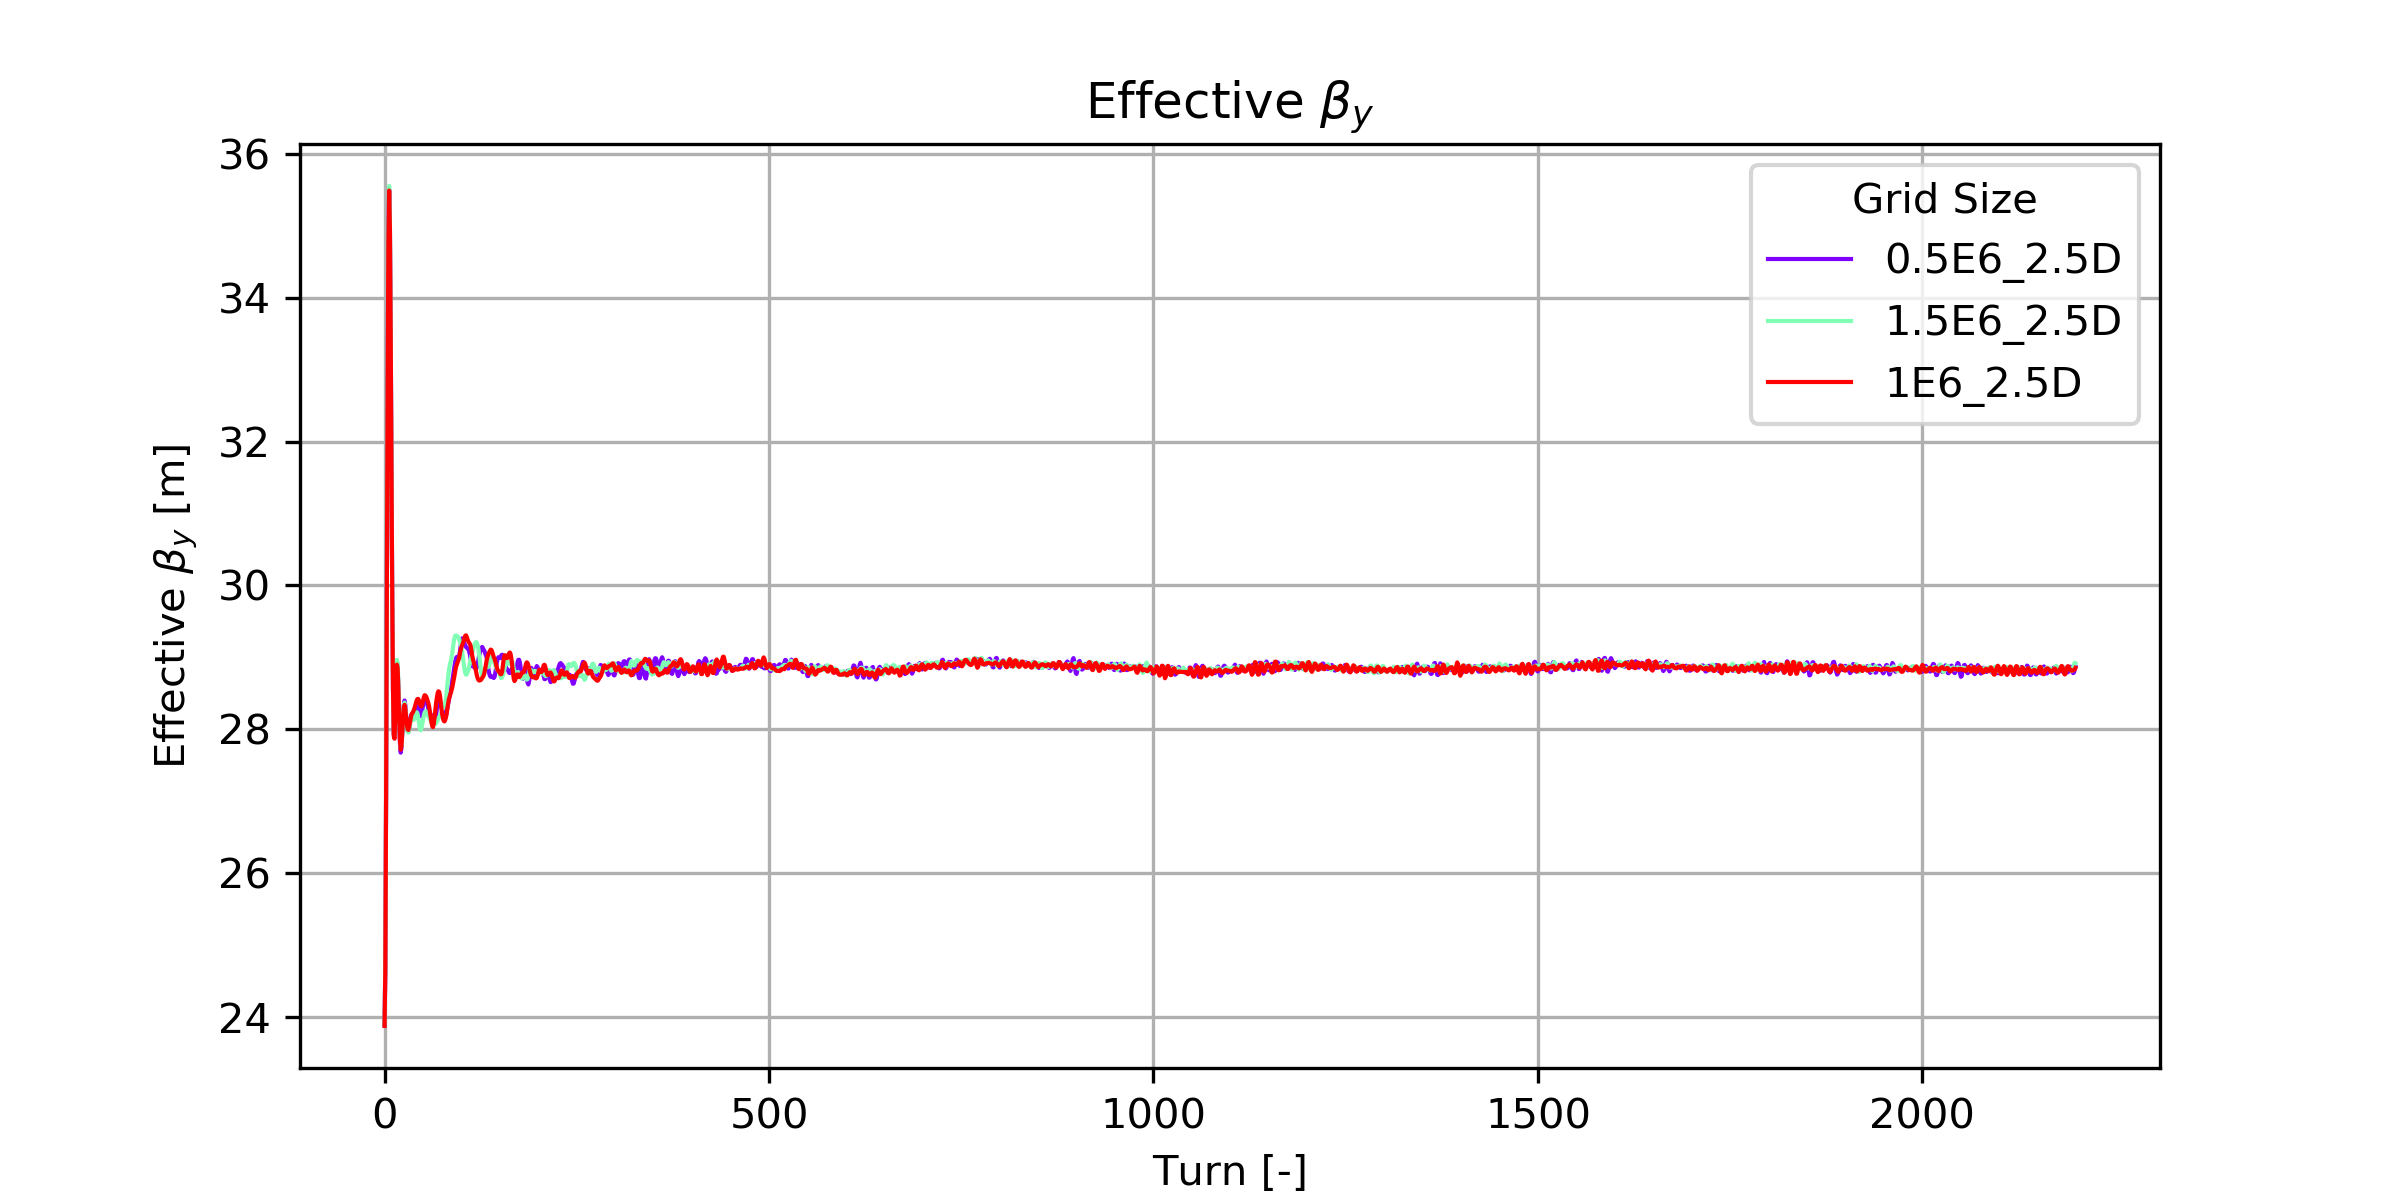 Effective βy
36
34
32
30
28
26
24
Effective βy [m]
Grid Size
0.5E6_2.5D
1.5E6_2.5D
1E6_2.5D
0 500 1000 1500 2000
Turn [-]